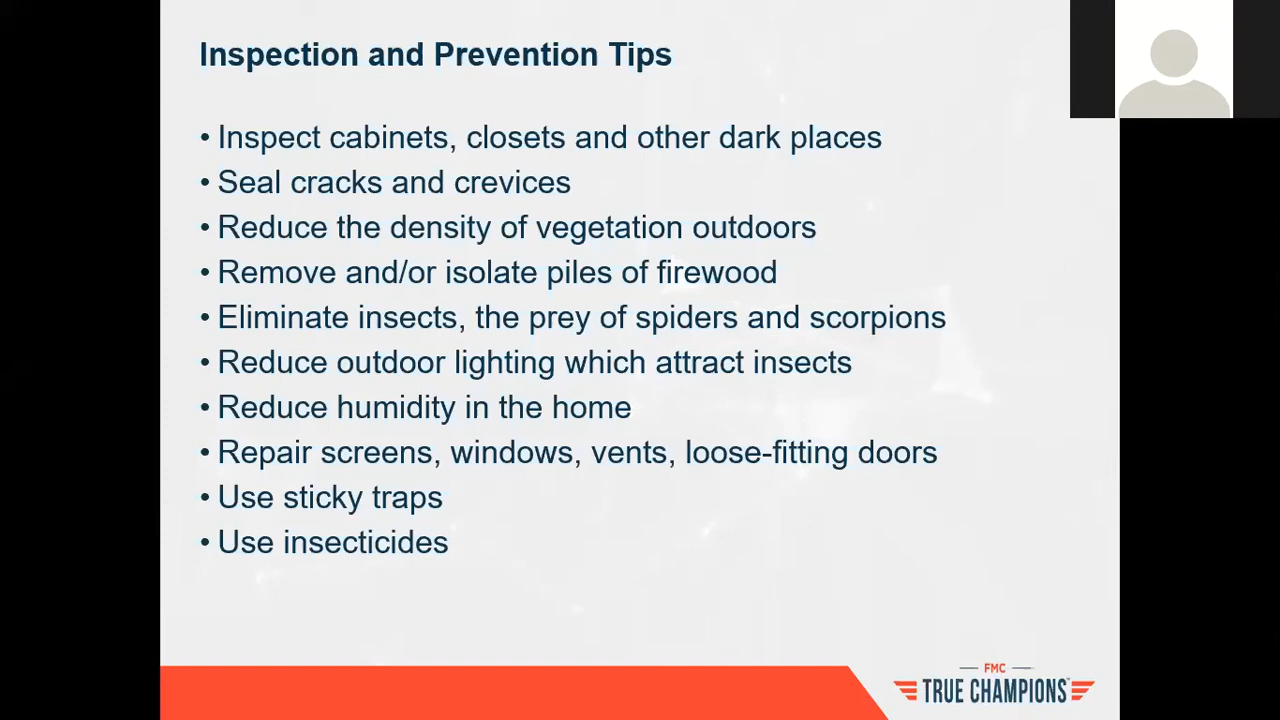 Inspection and Prevention Tips
• Inspect cabinets, closets and other dark places
• Seal cracks and crevices
• Reduce the density of vegetation outdoors
• Remove and/or isolate piles of firewood
• Eliminate insects, the prey of spiders and scorpions
• Reduce outdoor lighting which attract insects
• Reduce humidity in the home
• Repair screens, windows, vents, loose-fitting doors
• Use sticky traps
• Use insecticides
FMC
TRUE CHAMPIONS™